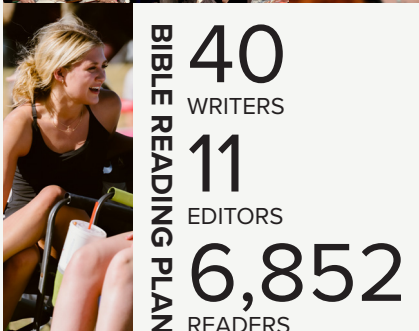 BIBLE READING PLAN
40
WRITERS
11
EDITORS
6,852
READERS